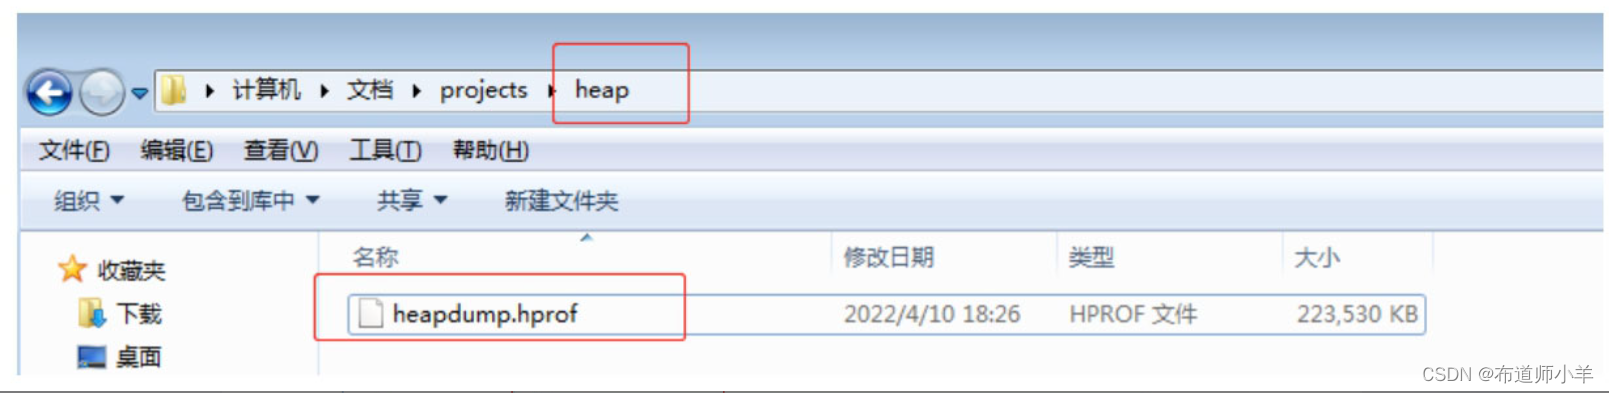 计算机 文档 projects heap
文件(F) 编辑(E) 查看(V) 工具(T) 帮助(H)
组织 包含到库中 共享 新建文件夹
名称 修改日期 类型 大小
收藏夹
heapdump.hprof 2022/4/10 18:26 HPROF 文件 223,530 KB
下载
桌面
CSDN @布道师小羊